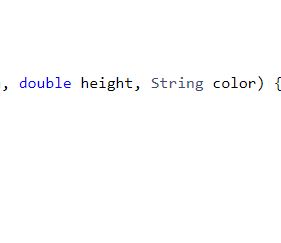 , double height, String color) {